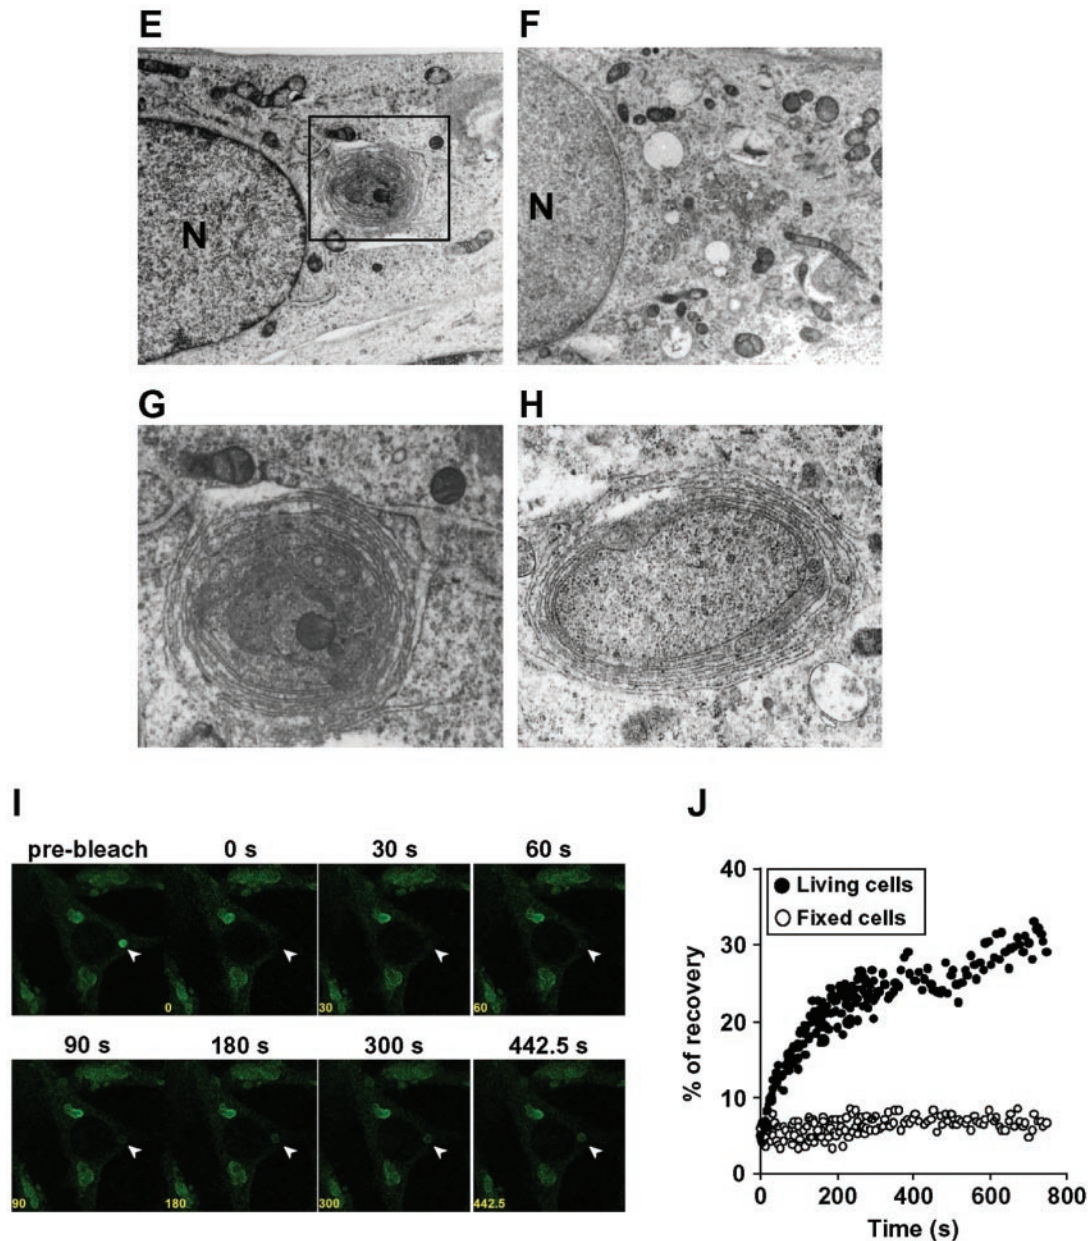 E
F
N
N
G
H
I
J
pre-bleach 0 s 30 s 60 s
0 30 60
90 s 180 s 300 s 442.5 s
90 180 300 442.5
40
30
20
10
0
% of recovery
Living cells
Fixed cells
0 200 400 600 800
Time (s)